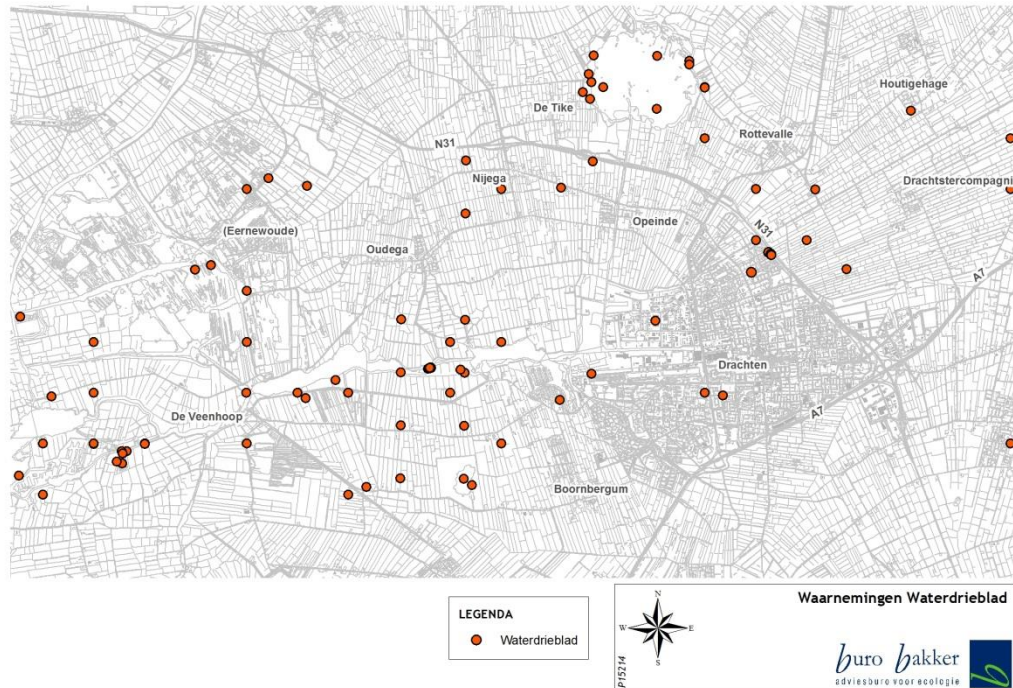 Houtigehage
De Tike
Rottevalle
N31
Nijega
Drachtstercompagni
Opeinde
(Eernewoude)
N31
Oudega
A7
Drachten
De Veenhoop
A7
Boornbergum
LEGENDA
Waterdrieblad
N
W E
S
P15214
Waarnemingen Waterdrieblad
buro bakker
adviesburo voor ecologie
b